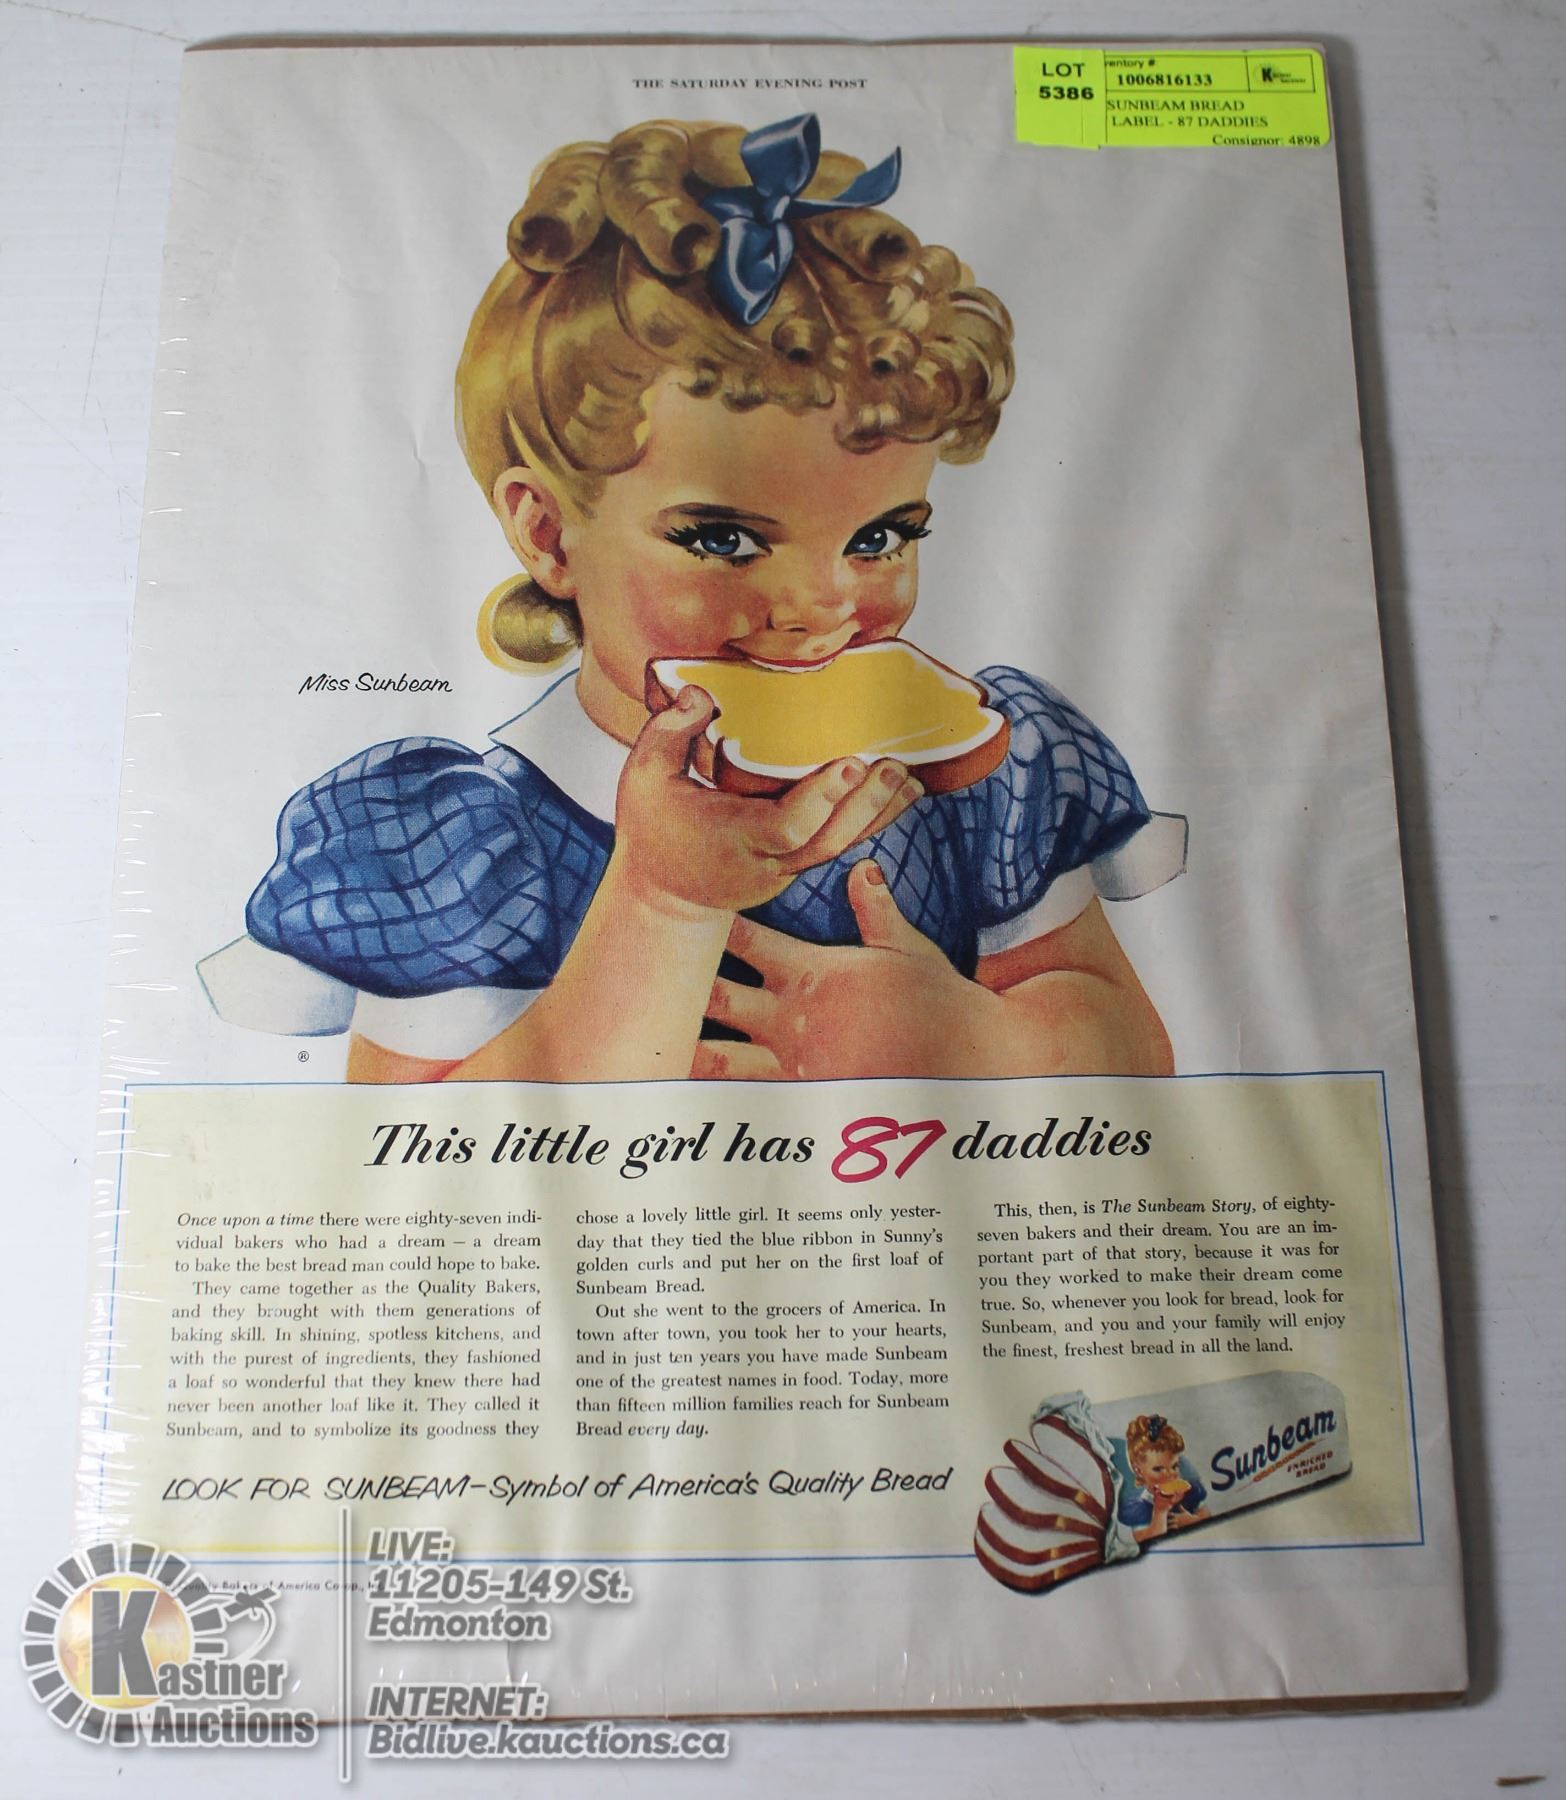 THE SATURDAY EVENING POST
LOT
5386
entory #
1006816133
SUNBEAM BREAD
LABEL - 87 DADDIES
Consignor: 4898
Miss Sunbeam
®
This little girl has 87 daddies
Once upon a time there were eighty-seven indi-
vidual bakers who had a dream — a dream
to bake the best bread man could hope to bake.
They came together as the Quality Bakers,
and they brought with them generations of
baking skill. In shining, spotless kitchens, and
with the purest of ingredients, they fashioned
a loaf so wonderful that they knew there had
never been another loaf like it. They called it
Sunbeam, and to symbolize its goodness they
chose a lovely little girl. It seems only yester-
day that they tied the blue ribbon in Sunny's
golden curls and put her on the first loaf of
Sunbeam Bread.
Out she went to the grocers of America. In
town after town, you took her to your hearts,
and in just ten years you have made Sunbeam
one of the greatest names in food. Today, more
than fifteen million families reach for Sunbeam
Bread every day.
This, then, is The Sunbeam Story, of eighty-
seven bakers and their dream. You are an im-
portant part of that story, because it was for
you they worked to make their dream come
true. So, whenever you look for bread, look for
Sunbeam, and you and your family will enjoy
the finest, freshest bread in all the land.
Sunbeam
ENRICHED
BREAD
LOOK FOR SUNBEAM—Symbol of America's Quality Bread
Quality Bakers of America Co-op.,
Kastner
Auctions
LIVE:
11205-149 St.
Edmonton
INTERNET:
Bidlive.kauctions.ca